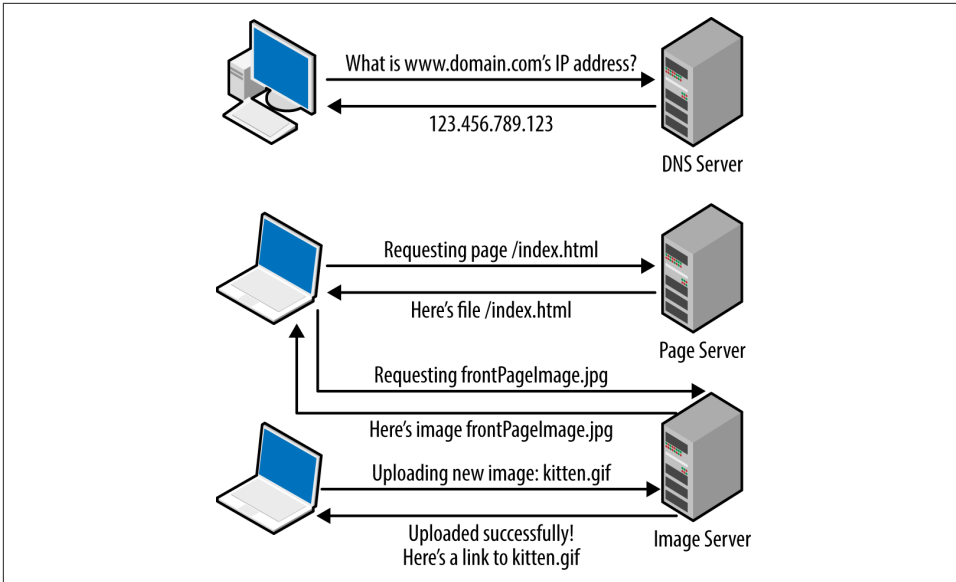 What is www.domain.com's IP address?
123.456.789.123
DNS Server
Requesting page /index.html
Here's file /index.html
Page Server
Requesting frontPageImage.jpg
Here's image frontPageImage.jpg
Uploading new image: kitten.gif
Uploaded successfully!
Here's a link to kitten.gif
Image Server